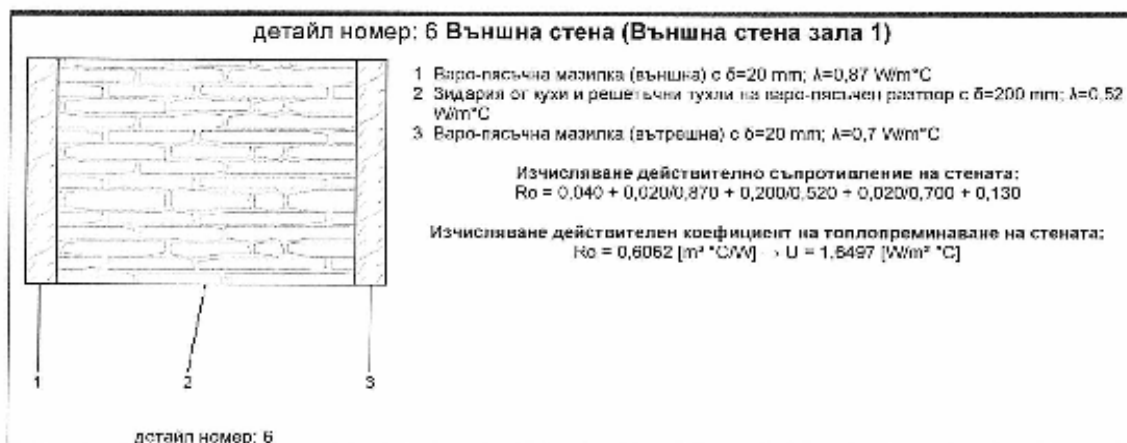 детайл номер: 6 Външна стена (Външна стена зала 1)
1 Варо-пясъчна мазилка (външна) с δ=20 mm; λ=0,87 W/m°C
2 Зидария от кухи и решетъчни тухли на варо-пясъчен разтвор с δ=200 mm; λ=0,52
W/m°C
3 Варо-пясъчна мазилка (вътрешна) с δ=20 mm; λ=0,7 W/m°C
Изчисляване действително съпротивление на стената:
Ro = 0,040 + 0,020/0,870 + 0,200/0,520 + 0,020/0,700 + 0,130
Изчисляване действителен коефициент на топлопреминаване на стената:
Ro = 0,6062 [m² °C/W] → U = 1,6497 [W/m² °C]
1 2 3
детайл номер: 6